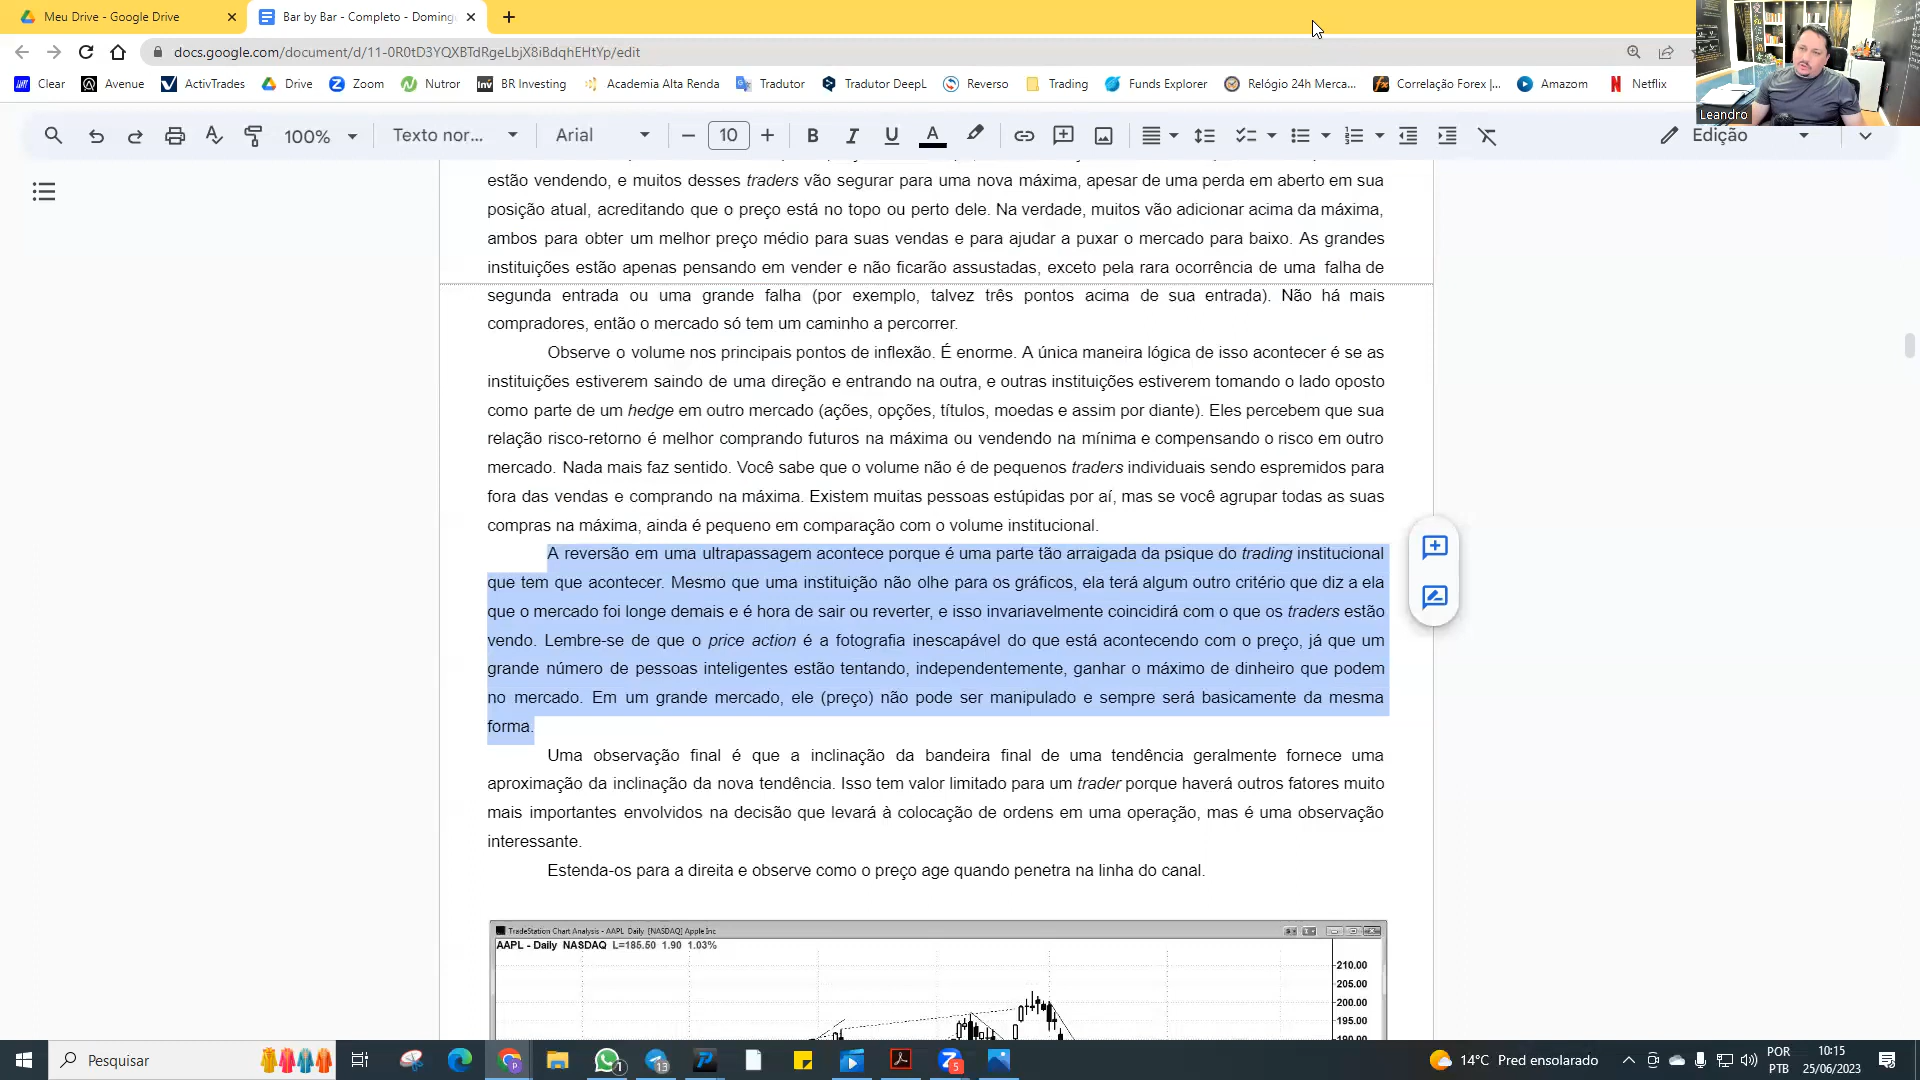 Meu Drive - Google Drive
Bar by Bar - Completo - Doming
docs.google.com/document/d/11-0R0tD3YQXBTdRgeLbjX8iBdqhEHtYp/edit
Clear Avenue ActivTrades Drive Zoom Nutror BR Investing Academia Alta Renda Tradutor Tradutor DeepL Reverso Trading Funds Explorer Relógio 24h Merca... Correlação Forex |... Amazom Netflix
Leandro
100% Texto nor... Arial 10 Edição
estão vendendo, e muitos desses traders vão segurar para uma nova máxima, apesar de uma perda em aberto em sua
posição atual, acreditando que o preço está no topo ou perto dele. Na verdade, muitos vão adicionar acima da máxima,
ambos para obter um melhor preço médio para suas vendas e para ajudar a puxar o mercado para baixo. As grandes
instituições estão apenas pensando em vender e não ficarão assustadas, exceto pela rara ocorrência de uma falha de
segunda entrada ou uma grande falha (por exemplo, talvez três pontos acima de sua entrada). Não há mais
compradores, então o mercado só tem um caminho a percorrer.
Observe o volume nos principais pontos de inflexão. É enorme. A única maneira lógica de isso acontecer é se as
instituições estiverem saindo de uma direção e entrando na outra, e outras instituições estiverem tomando o lado oposto
como parte de um hedge em outro mercado (ações, opções, títulos, moedas e assim por diante). Eles percebem que sua
relação risco-retorno é melhor comprando futuros na máxima ou vendendo na mínima e compensando o risco em outro
mercado. Nada mais faz sentido. Você sabe que o volume não é de pequenos traders individuais sendo espremidos para
fora das vendas e comprando na máxima. Existem muitas pessoas estúpidas por aí, mas se você agrupar todas as suas
compras na máxima, ainda é pequeno em comparação com o volume institucional.
A reversão em uma ultrapassagem acontece porque é uma parte tão arraigada da psique do trading institucional
que tem que acontecer. Mesmo que uma instituição não olhe para os gráficos, ela terá algum outro critério que diz a ela
que o mercado foi longe demais e é hora de sair ou reverter, e isso invariavelmente coincidirá com o que os traders estão
vendo. Lembre-se de que o price action é a fotografia inescapável do que está acontecendo com o preço, já que um
grande número de pessoas inteligentes estão tentando, independentemente, ganhar o máximo de dinheiro que podem
no mercado. Em um grande mercado, ele (preço) não pode ser manipulado e sempre será basicamente da mesma
forma.
Uma observação final é que a inclinação da bandeira final de uma tendência geralmente fornece uma
aproximação da inclinação da nova tendência. Isso tem valor limitado para um trader porque haverá outros fatores muito
mais importantes envolvidos na decisão que levará à colocação de ordens em uma operação, mas é uma observação
interessante.
Estenda-os para a direita e observe como o preço age quando penetra na linha do canal.
TradeStation Chart Analysis - AAPL Daily [NASDAQ] Apple Inc
AAPL - Daily NASDAQ L=185.50 1.90 1.03%
210.00
205.00
200.00
195.00
190.00
Pesquisar
1
13
5
14°C Pred ensolarado
POR
PTB
10:15
25/06/2023